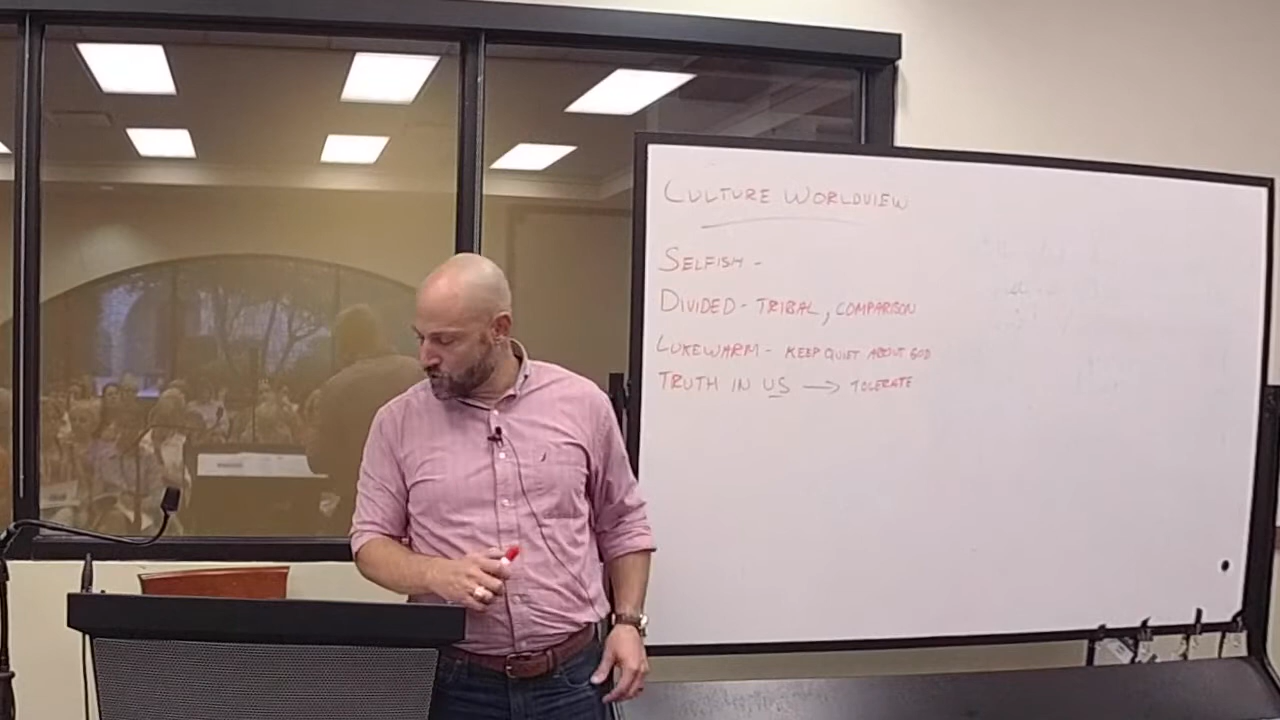 CULTURE WORLDVIEW
SELFISH -
DIVIDED - TRIBAL, COMPARISON
LUKEWARM - KEEP QUIET ABOUT GOD
TRUTH IN US → TOLERATE